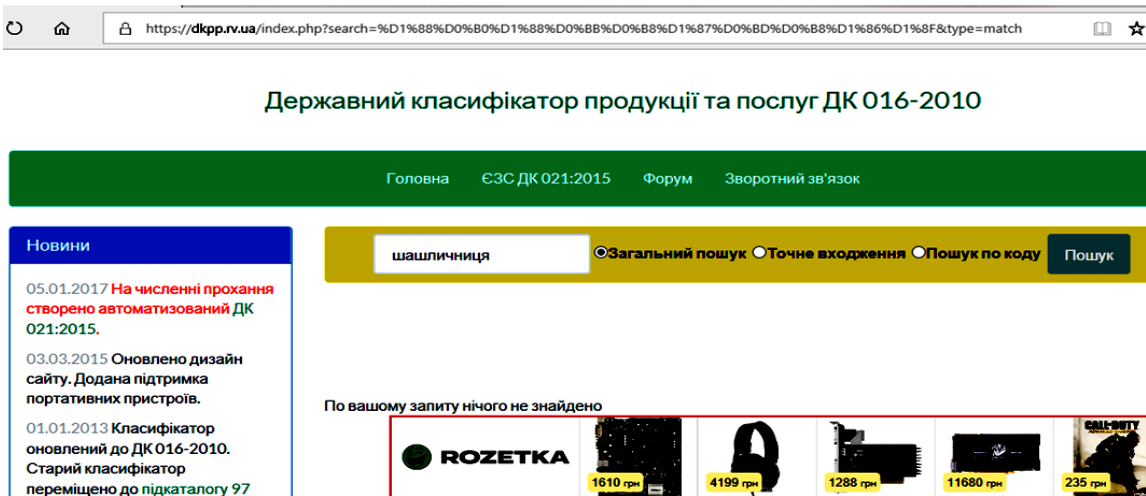 https://dkpp.rv.ua/index.php?search=%D1%88%D0%B0%D1%88%D0%BB%D0%B8%D1%87%D0%BD%D0%B8%D1%86%D1%8F&type=match
Державний класифікатор продукції та послуг ДК 016-2010
Головна ЄЗС ДК 021:2015 Форум Зворотний зв'язок
Новини
05.01.2017 На численні прохання
створено автоматизований ДК
021:2015.
03.03.2015 Оновлено дизайн
сайту. Додана підтримка
портативних пристроїв.
01.01.2013 Класифікатор
оновлений до ДК 016-2010.
Старий класифікатор
переміщено до підкаталогу 97
шашличниця Загальний пошук Точне входження Пошук по коду Пошук
По вашому запиту нічого не знайдено
ROZETKA
1610 грн 4199 грн 1288 грн 11680 грн 235 грн
CALL OF DUTY